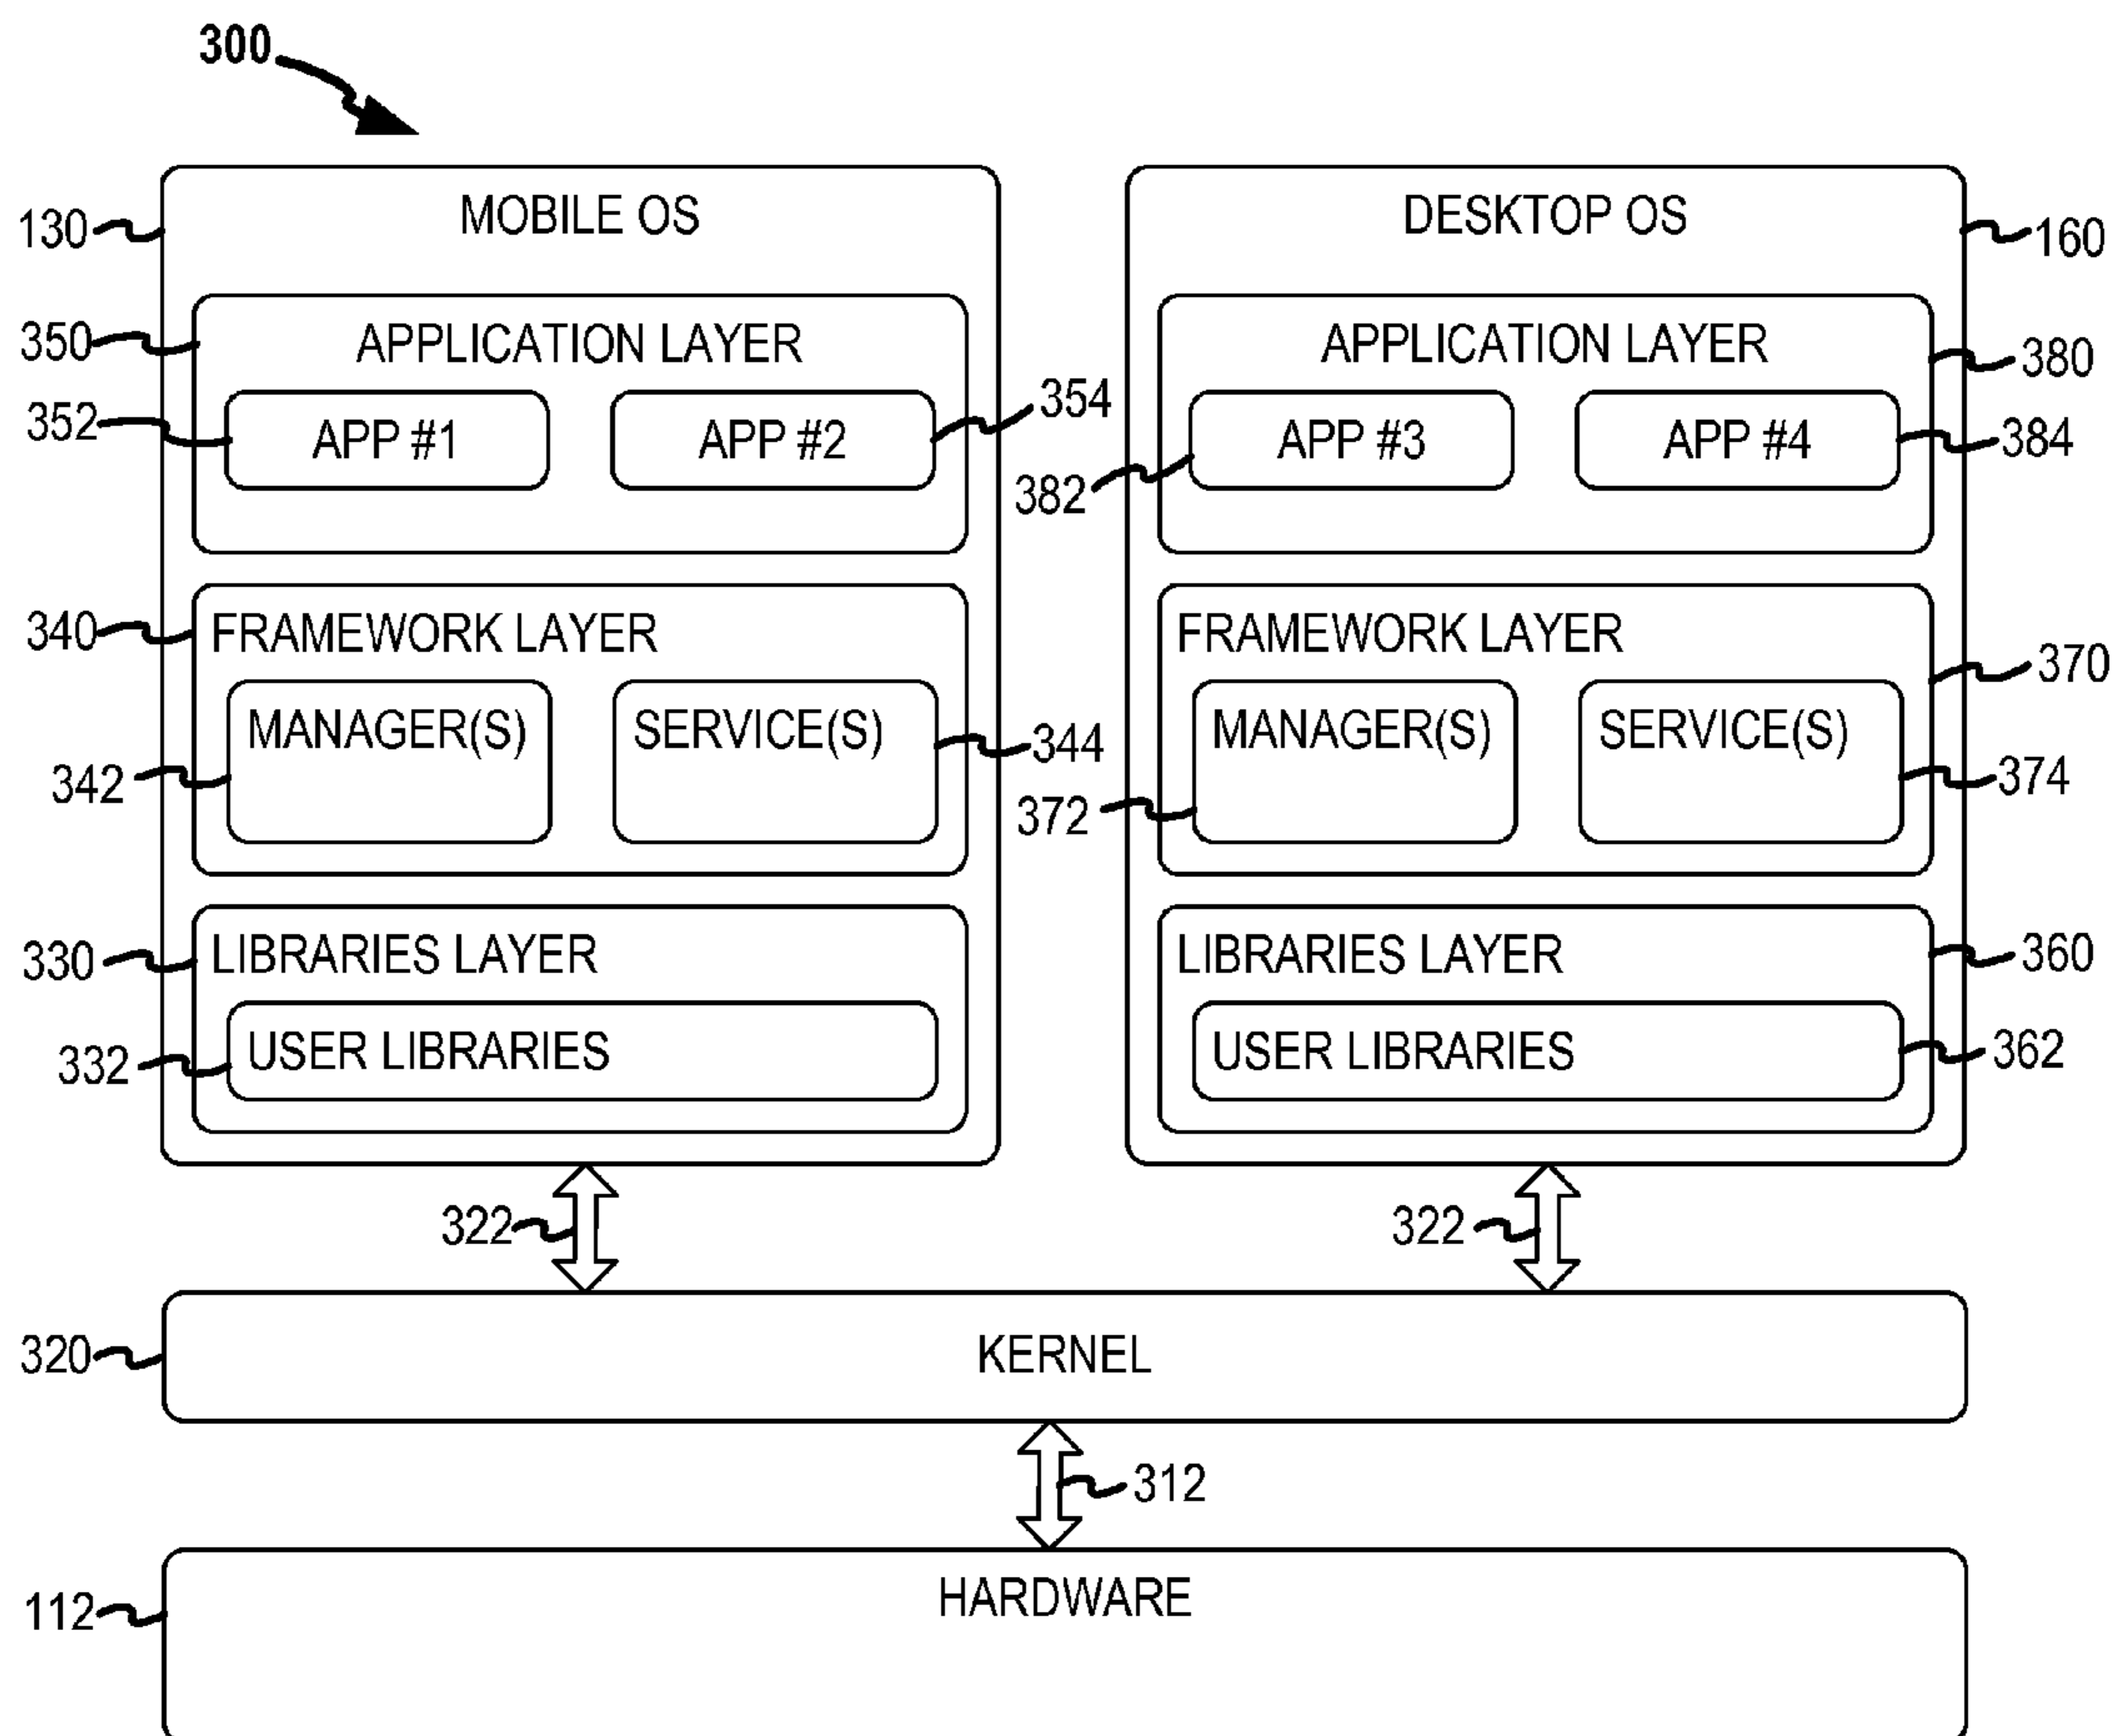 300
MOBILE OS
DESKTOP OS
130
160
350
APPLICATION LAYER
APPLICATION LAYER
380
352
APP #1
APP #2
354
382
APP #3
APP #4
384
340
FRAMEWORK LAYER
FRAMEWORK LAYER
370
342
MANAGER(S)
SERVICE(S)
344
372
MANAGER(S)
SERVICE(S)
374
330
LIBRARIES LAYER
LIBRARIES LAYER
360
332
USER LIBRARIES
USER LIBRARIES
362
322
322
320
KERNEL
312
112
HARDWARE